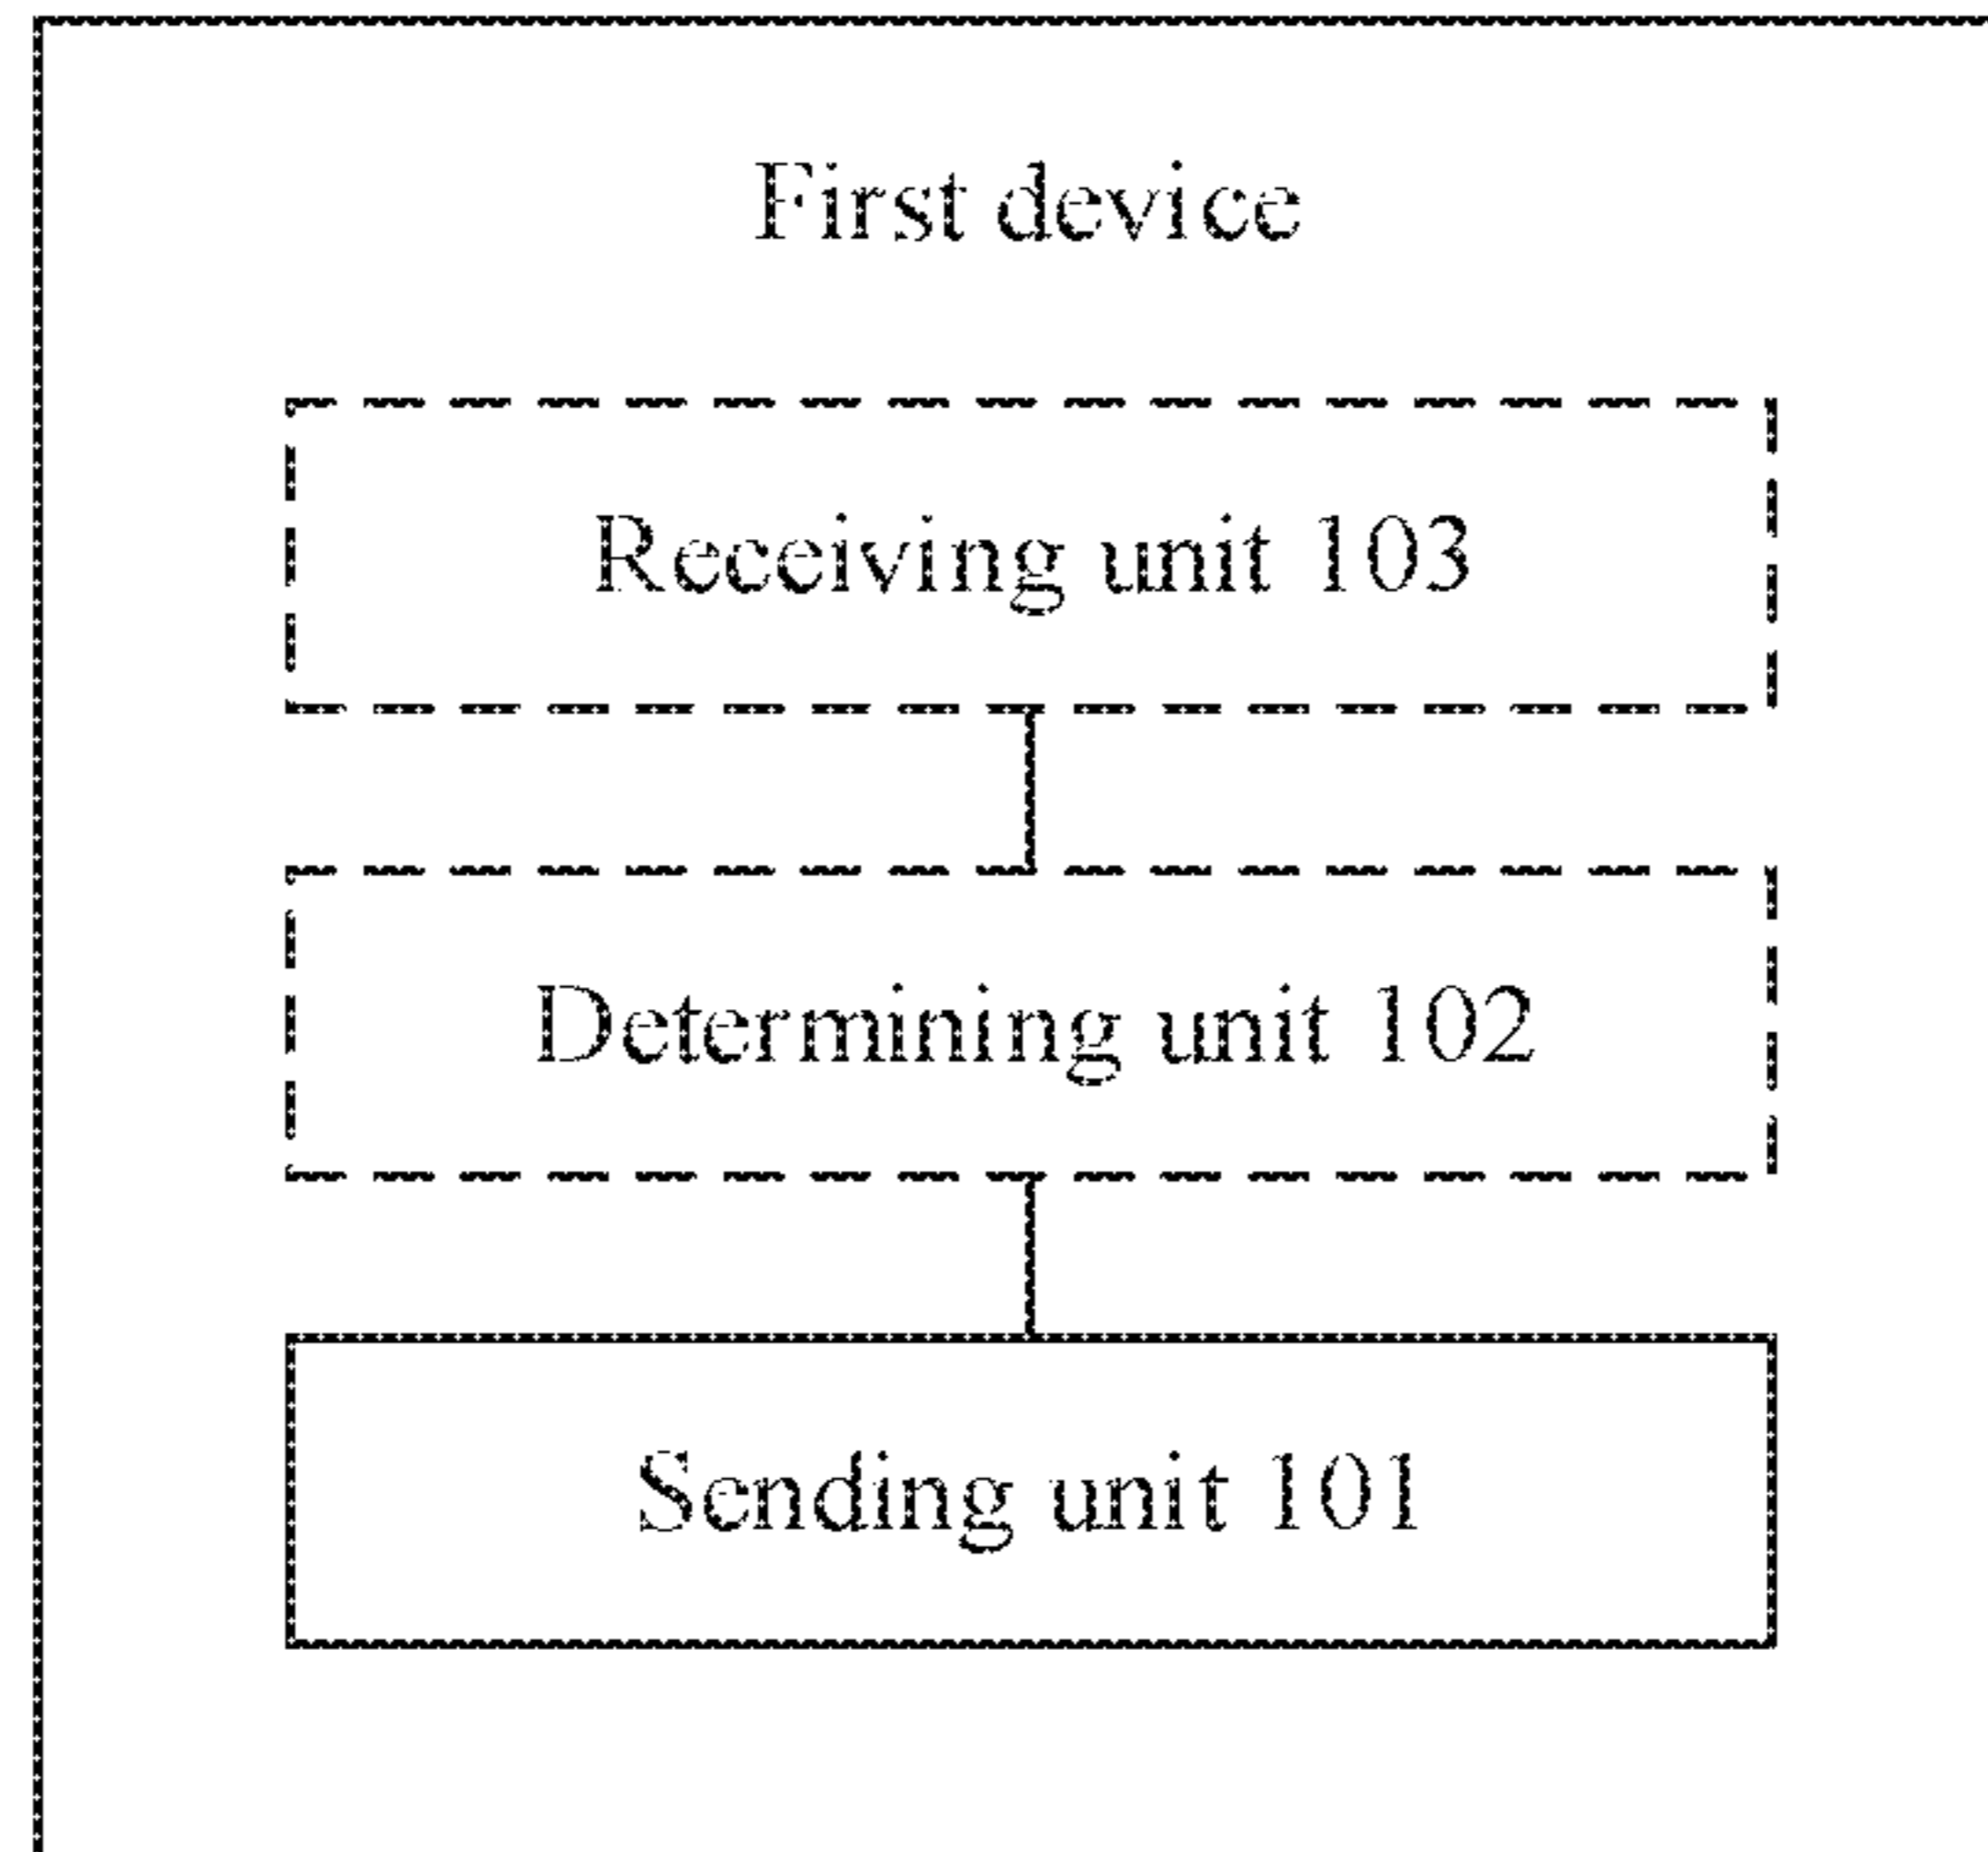 First device
Receiving unit 103
Determining unit 102
Sending unit 101